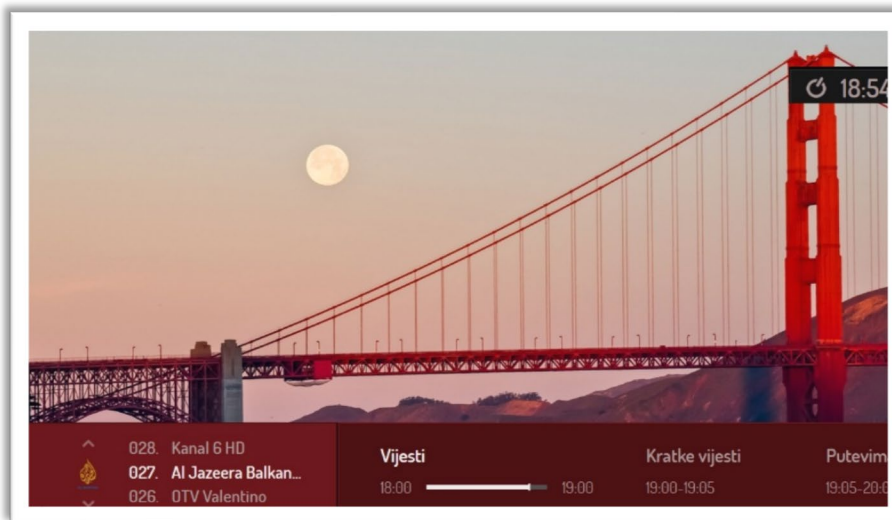 18:54
028. Kanal 6 HD
027. Al Jazeera Balkan...
026. OTV Valentino
Vijesti
18:00 19:00
Kratke vijesti
19:00-19:05
Putevim
19:05-20:0